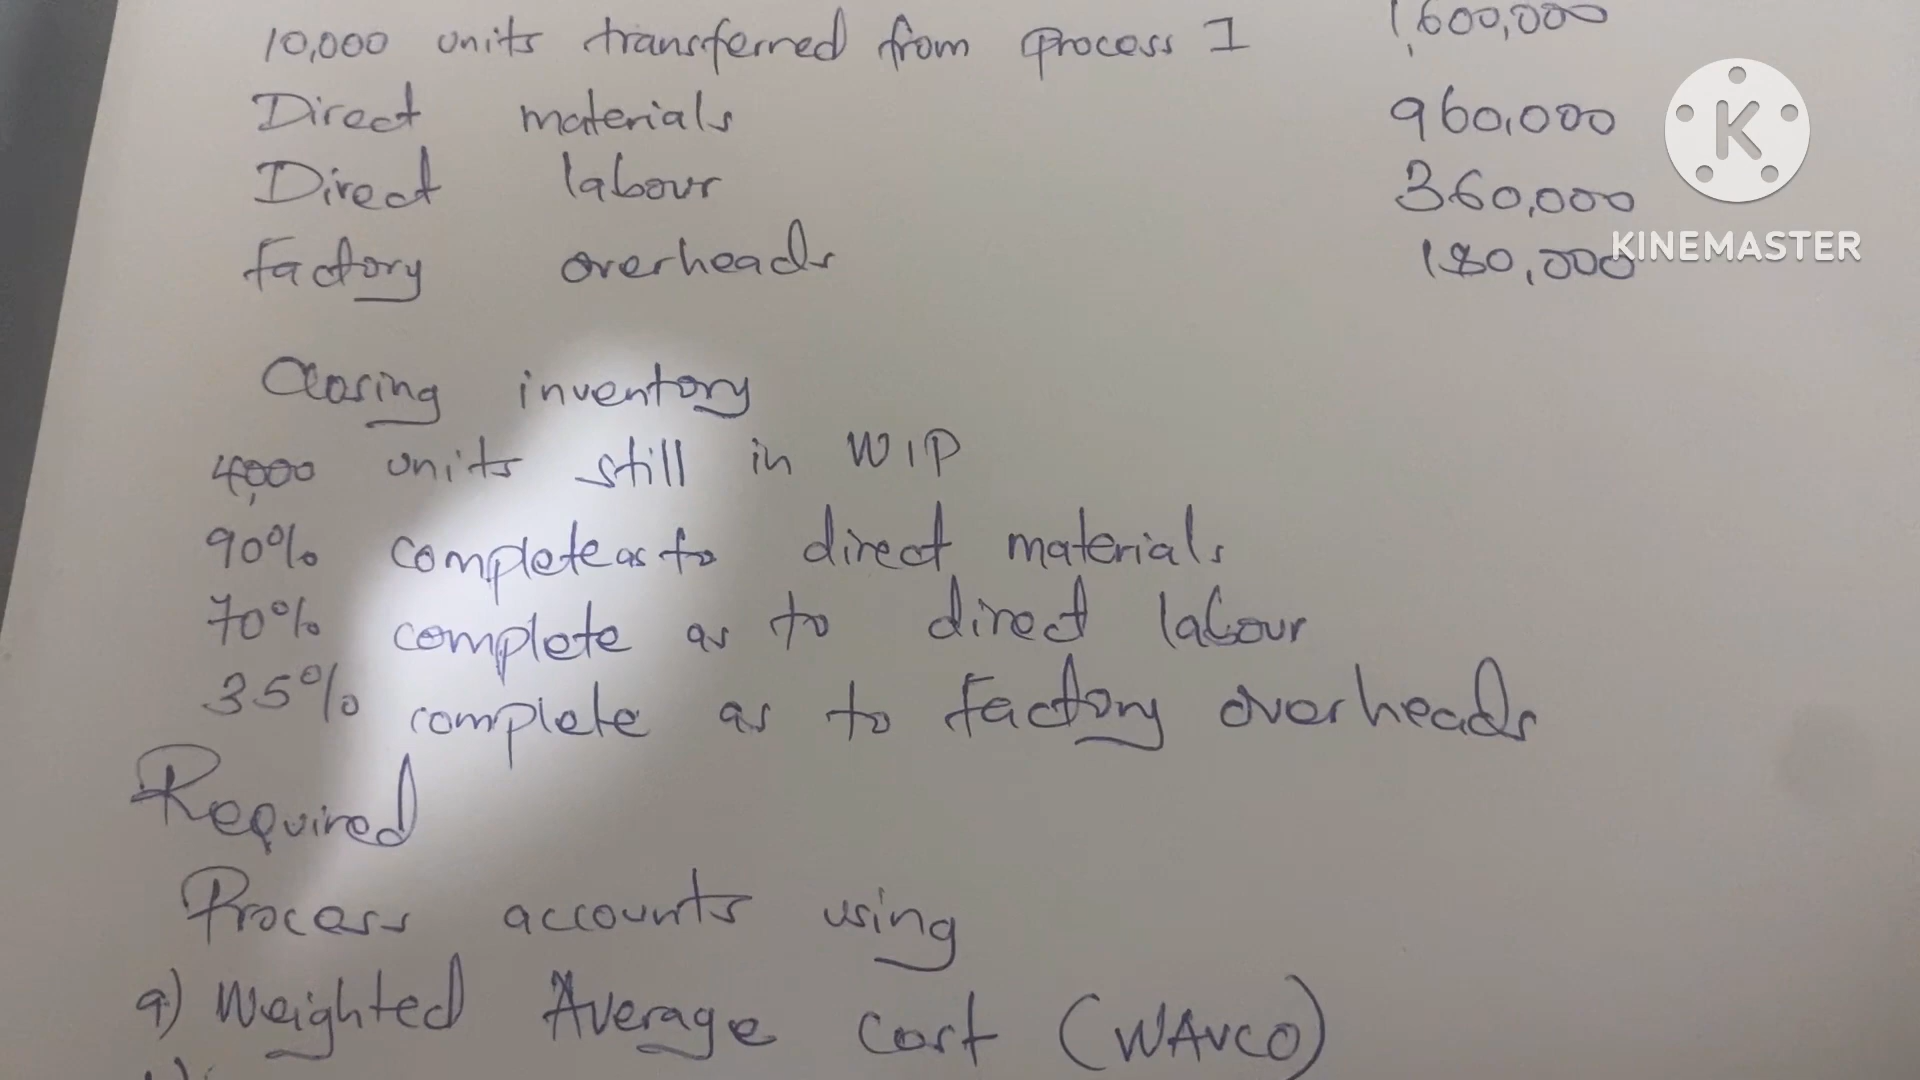 10,000 units transferred from process I 1,600,000
Direct materials 960,000
Direct labour 360,000
Factory overheads 180,000
Closing inventory
4,000 units still in WIP
90% complete as to direct materials
70% complete as to direct labour
35% complete as to Factory overheads
Required
Process accounts using
a) Weighted Average cost (WAVCO)
K
KINEMASTER